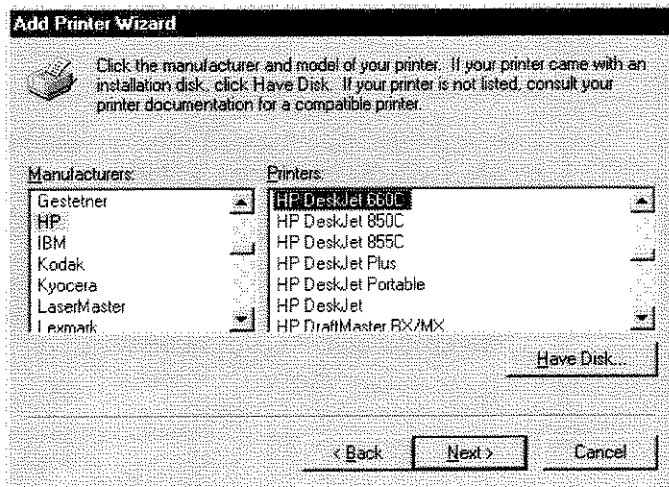 Add Printer Wizard
Click the manufacturer and model of your printer. If your printer came with an
installation disk, click Have Disk. If your printer is not listed, consult your
printer documentation for a compatible printer.
Manufacturers:
Gestetner
HP
IBM
Kodak
Kyocera
LaserMaster
Lexmark
Printers:
HP DeskJet 660C
HP DeskJet 850C
HP DeskJet 855C
HP DeskJet Plus
HP DeskJet Portable
HP DeskJet
HP DraftMaster RX/MX
Have Disk...
< Back
Next >
Cancel